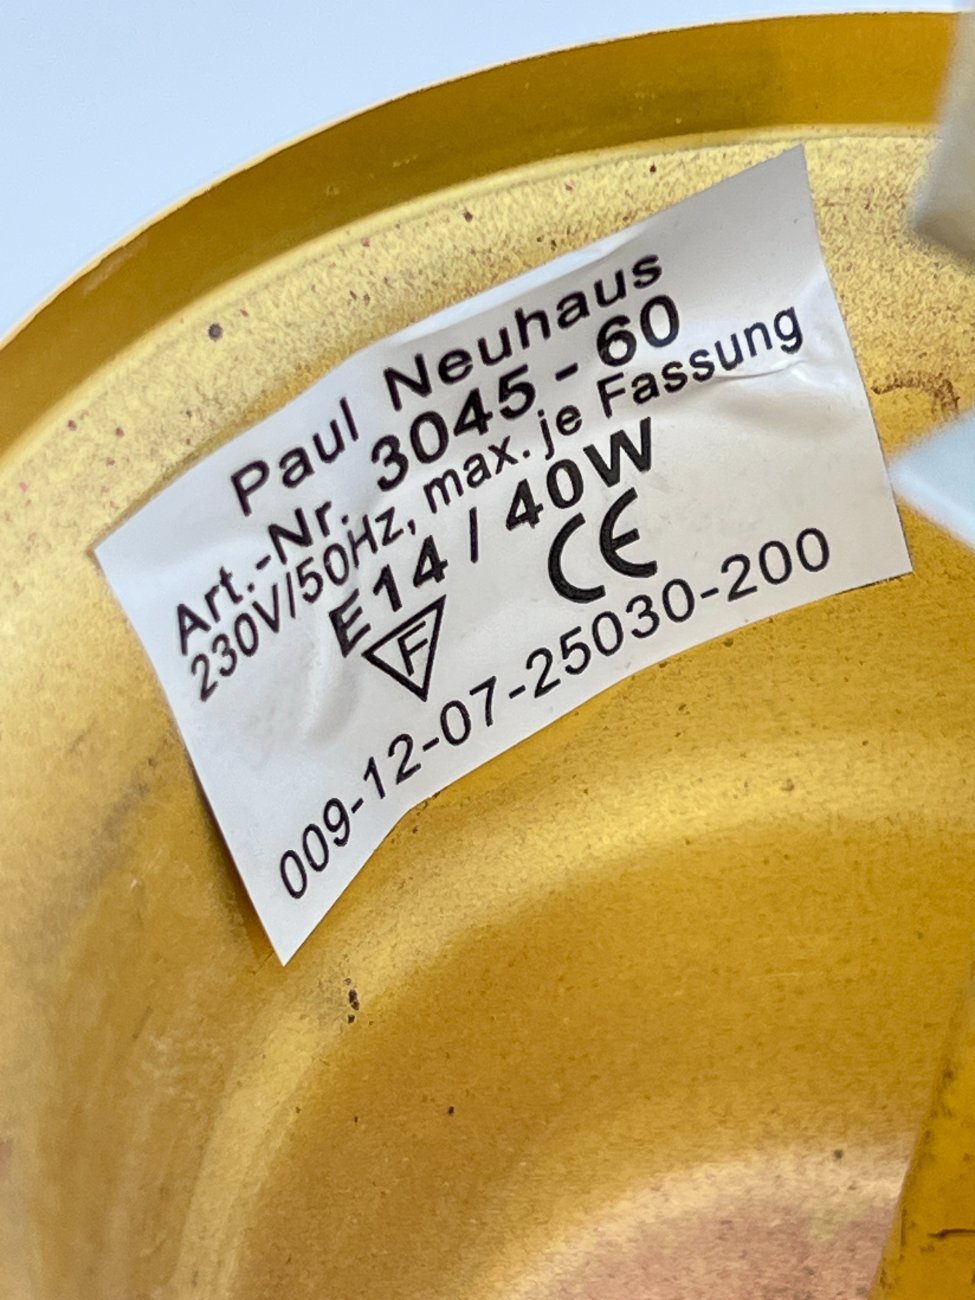 Paul Neuhaus
Art.-Nr. 3045 - 60
230V/50Hz, max. je Fassung
E14 / 40W
F CE
009-12-07-25030-200